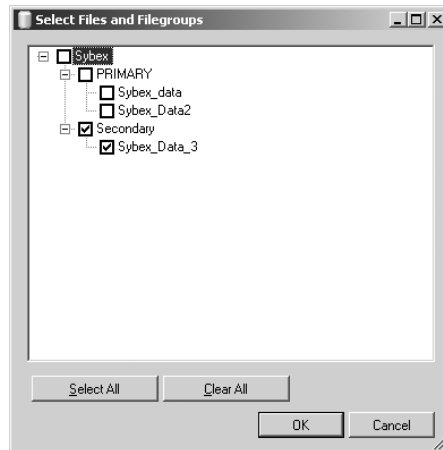 Select Files and Filegroups
Sybex
PRIMARY
Sybex_data
Sybex_Data2
Secondary
Sybex_Data_3
Select All Clear All
OK Cancel